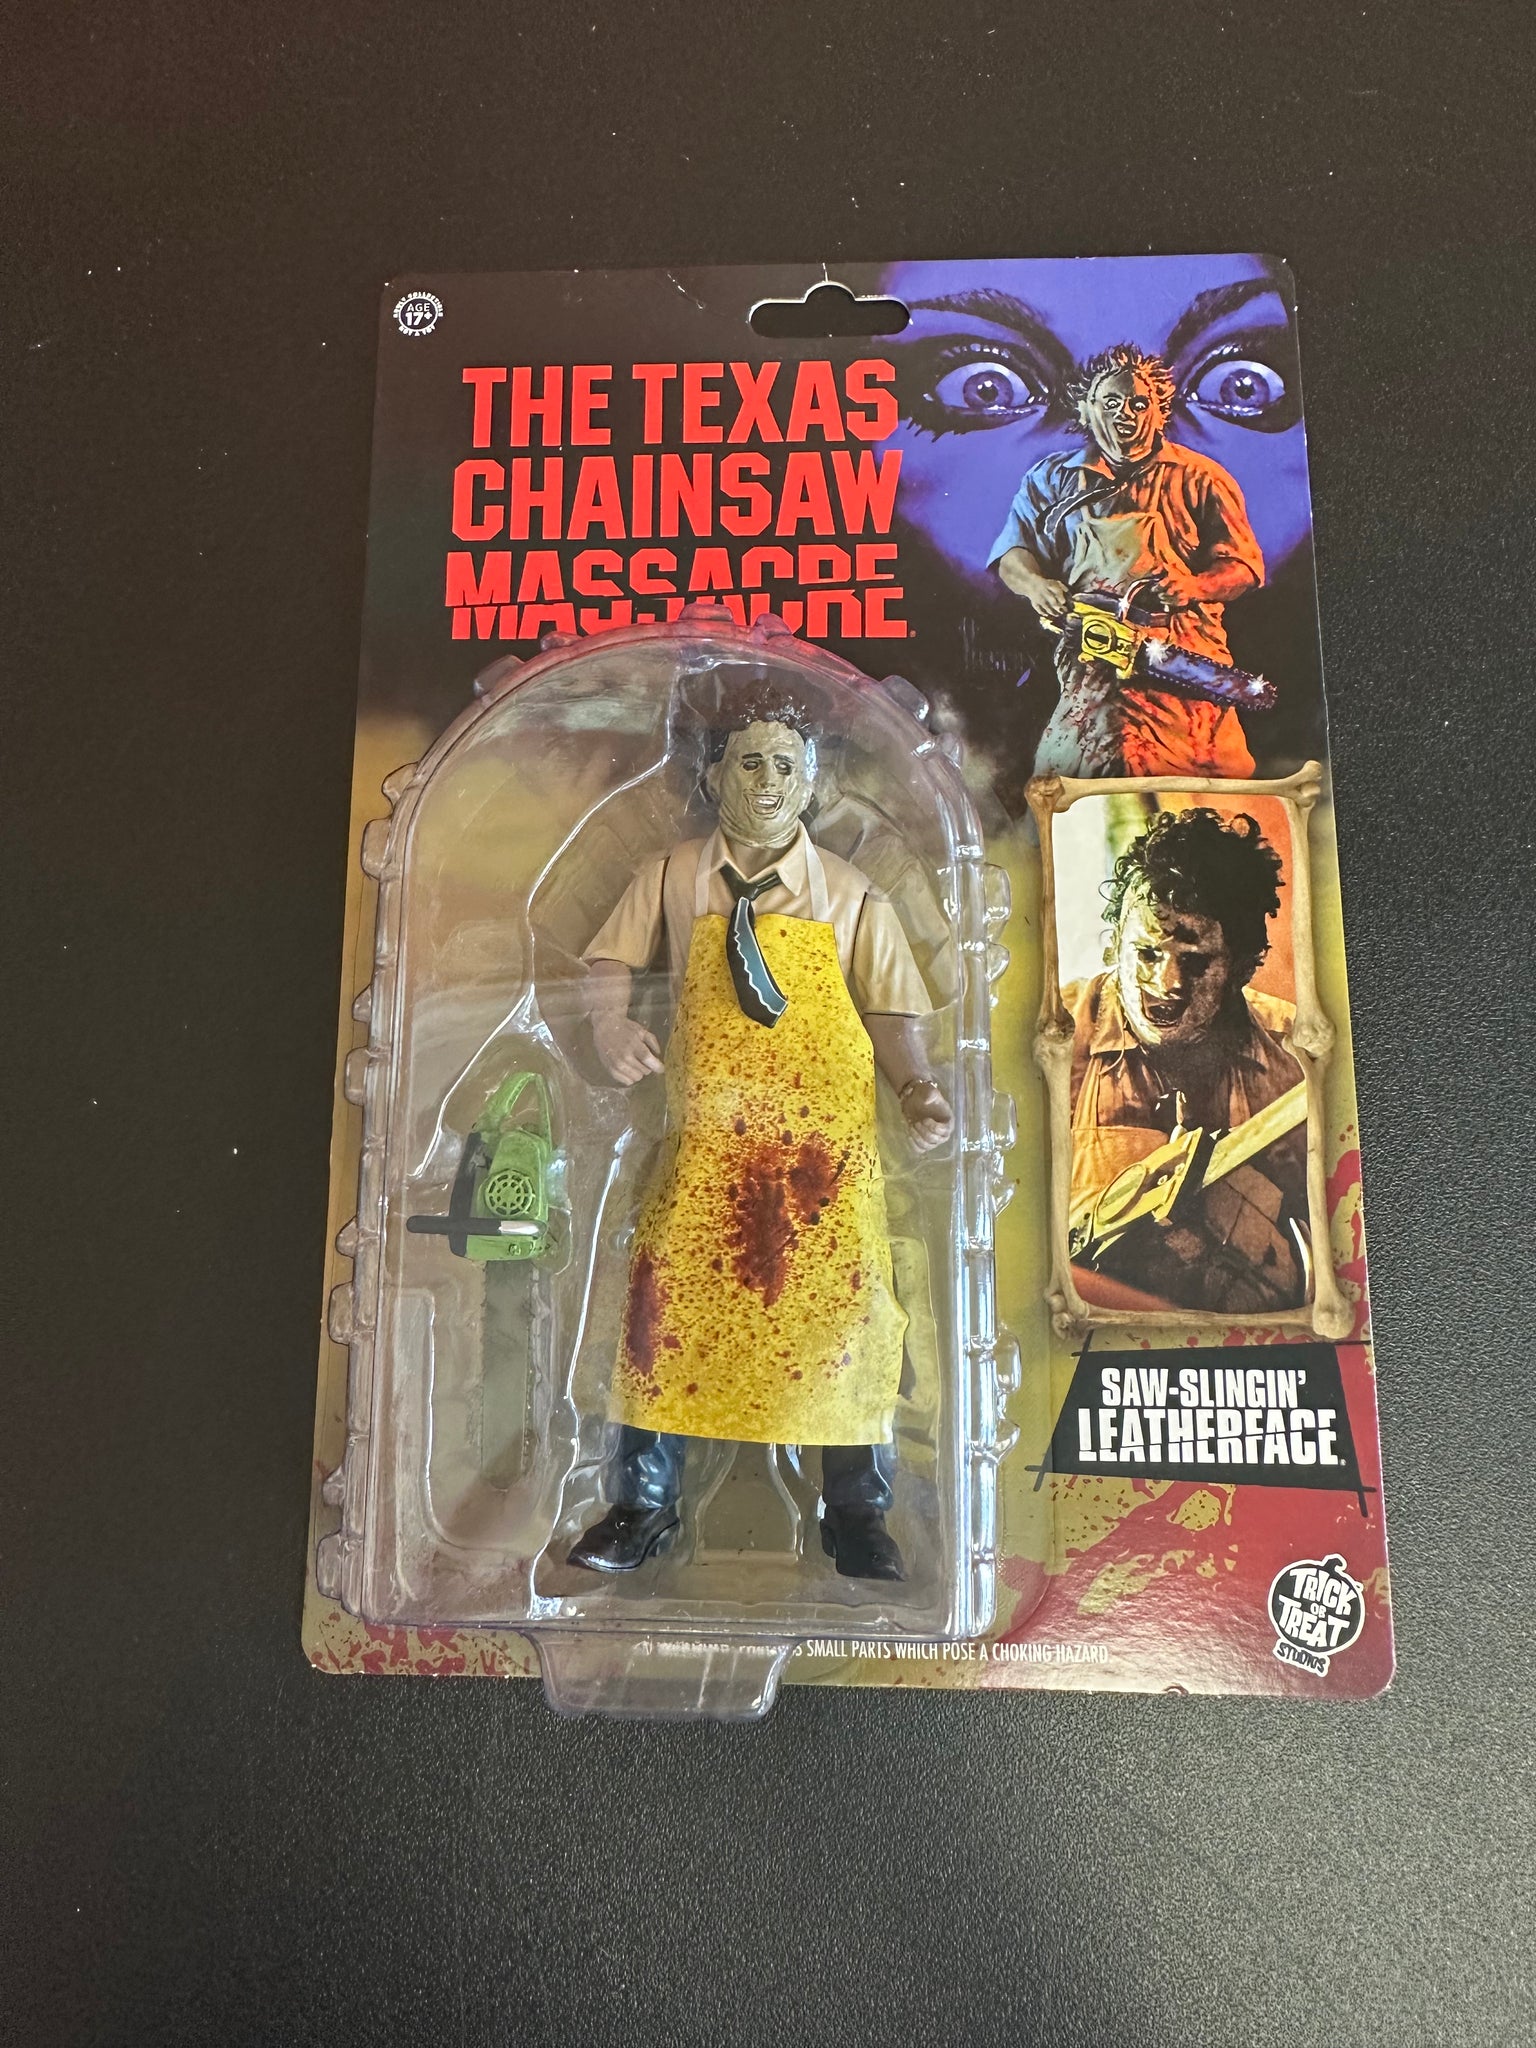 AGE
17+
THE TEXAS
CHAINSAW
MASSACRE
SAW-SLINGIN'
LEATHERFACE
TRICK
OR
TREAT
STUDIOS
SMALL PARTS WHICH POSE A CHOKING HAZARD.